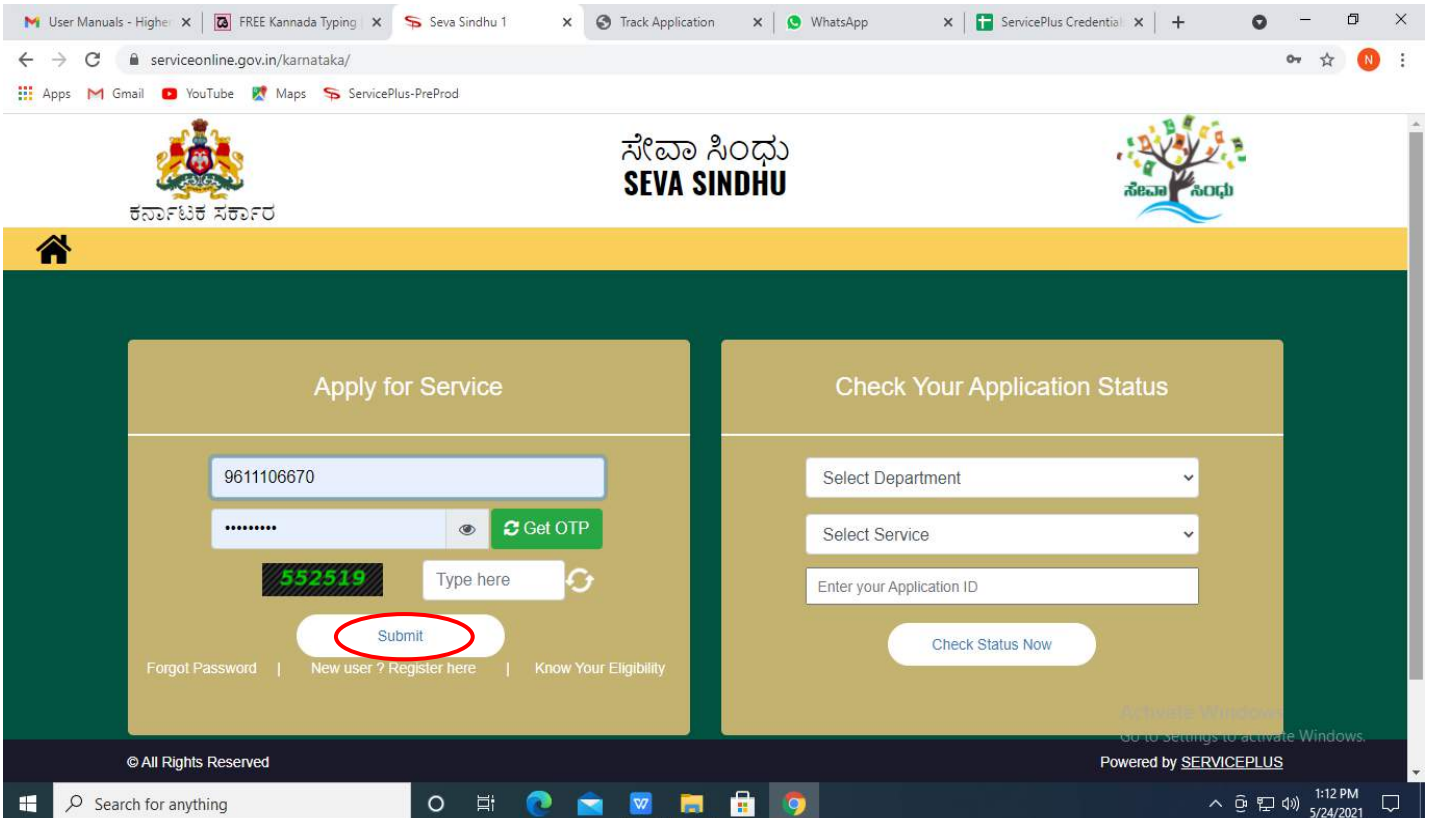 User Manuals - Higher
FREE Kannada Typing
Seva Sindhu 1
Track Application
WhatsApp
ServicePlus Credential
serviceonline.gov.in/karnataka/
N
Apps
Gmail
YouTube
Maps
ServicePlus-PreProd
ಕರ್ನಾಟಕ ಸರ್ಕಾರ
ಸೇವಾ ಸಿಂಧು
SEVA SINDHU
ಸೇವಾ ಸಿಂಧು
Apply for Service
9611106670
•••••••••
Get OTP
552519
Type here
Submit
Forgot Password | New user ? Register here | Know Your Eligibility
Check Your Application Status
Select Department
Select Service
Enter your Application ID
Check Status Now
Activate Windows
Go to Settings to activate Windows.
© All Rights Reserved
Powered by SERVICEPLUS
Search for anything
1:12 PM
5/24/2021